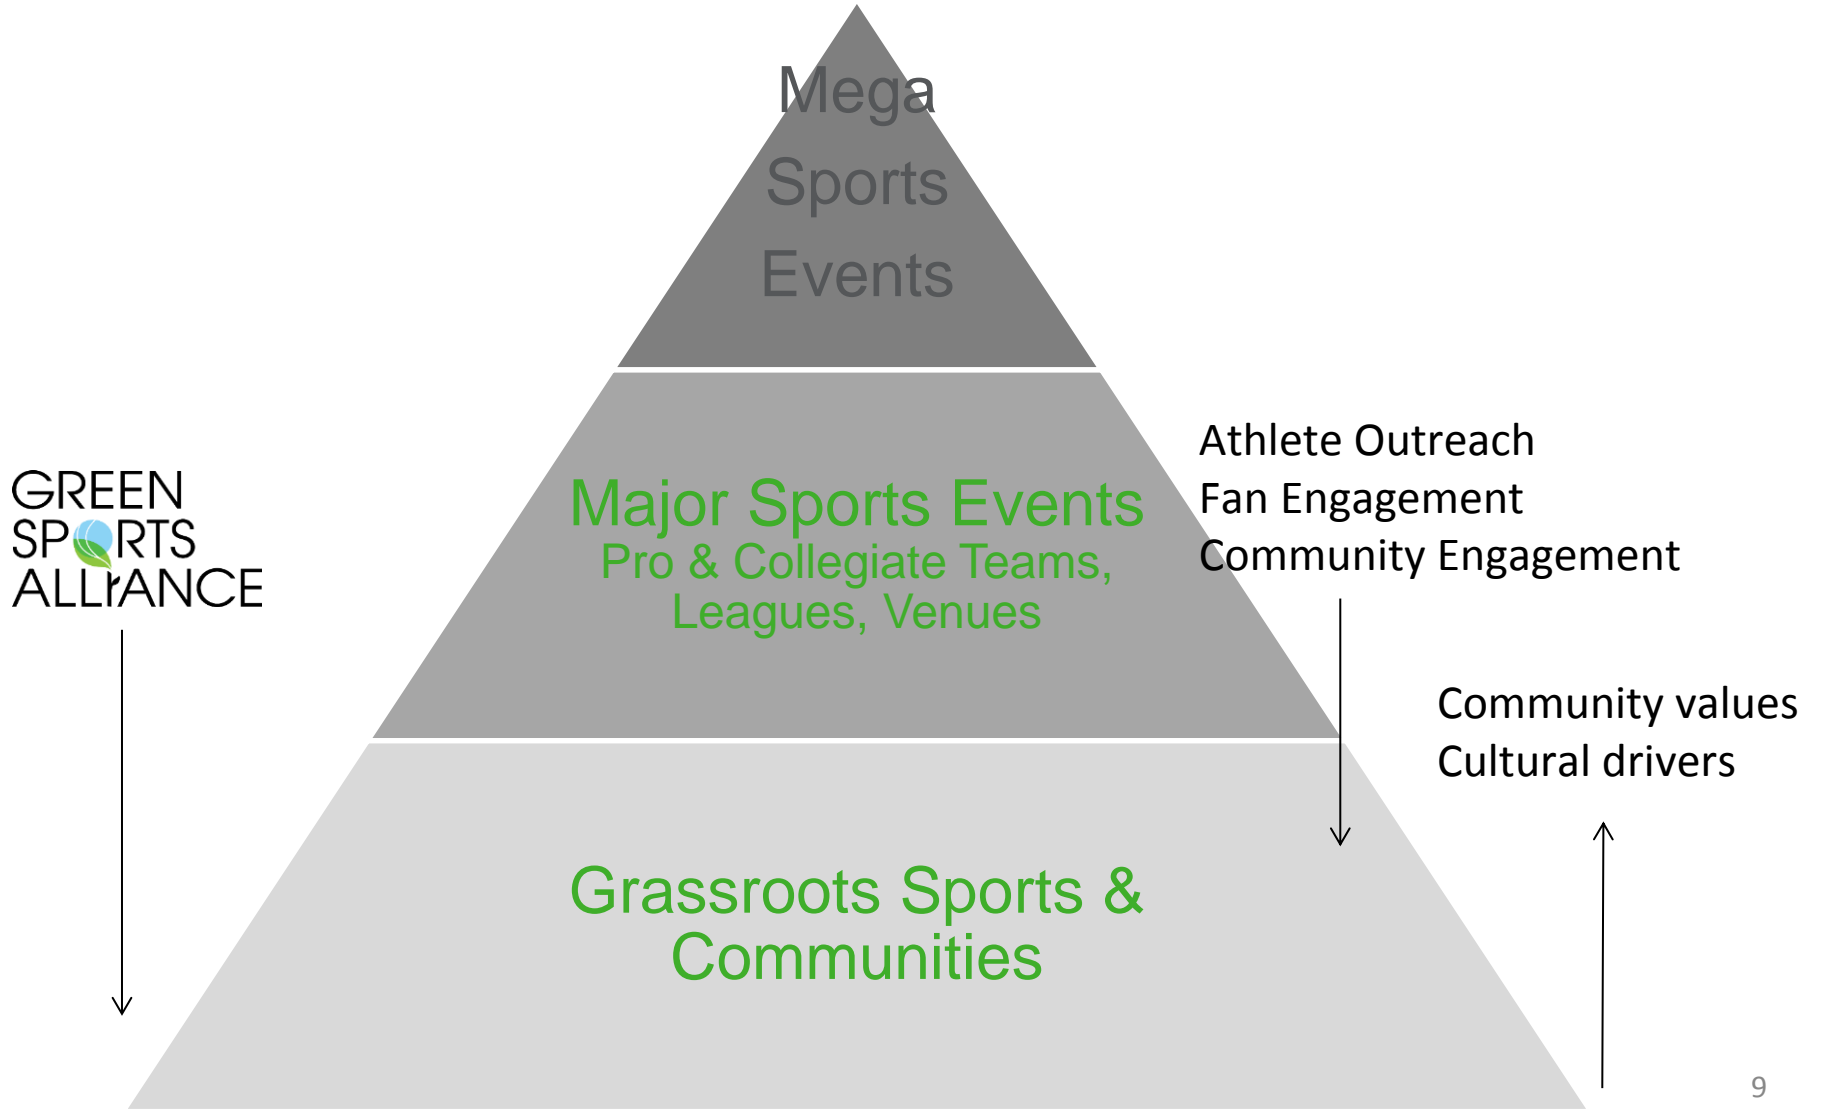 Mega
Sports
Events
GREEN
SPORTS
ALLIANCE
Major Sports Events
Pro & Collegiate Teams,
Leagues, Venues
Athlete Outreach
Fan Engagement
Community Engagement
Community values
Cultural drivers
Grassroots Sports &
Communities
9